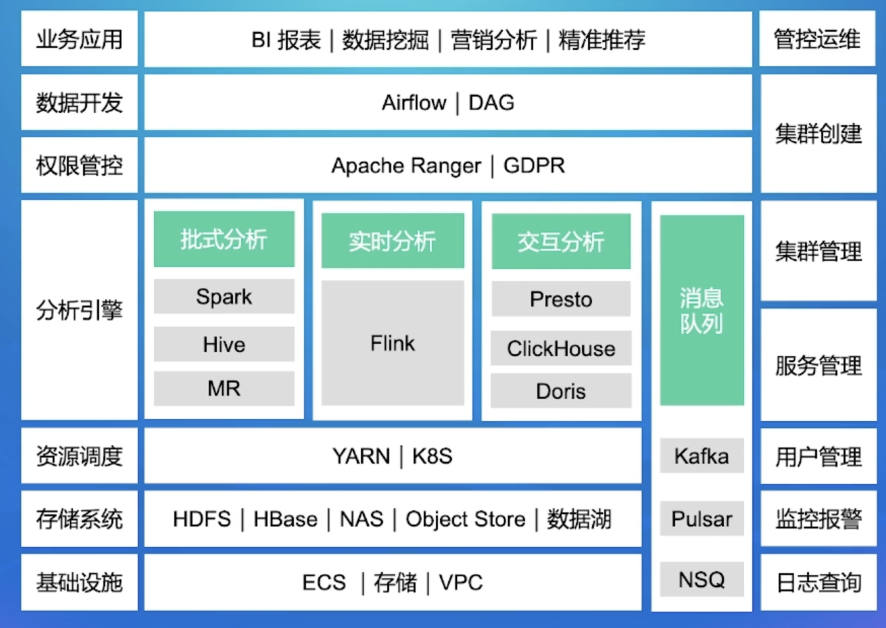 业务应用
BI 报表｜数据挖掘｜营销分析｜精准推荐
管控运维
数据开发
Airflow｜DAG
集群创建
权限管控
Apache Ranger｜GDPR
分析引擎
批式分析
Spark
Hive
MR
实时分析
Flink
交互分析
Presto
ClickHouse
Doris
消息
队列
Kafka
Pulsar
NSQ
集群管理
服务管理
资源调度
YARN｜K8S
用户管理
存储系统
HDFS｜HBase｜NAS｜Object Store｜数据湖
监控报警
基础设施
ECS ｜存储｜VPC
日志查询